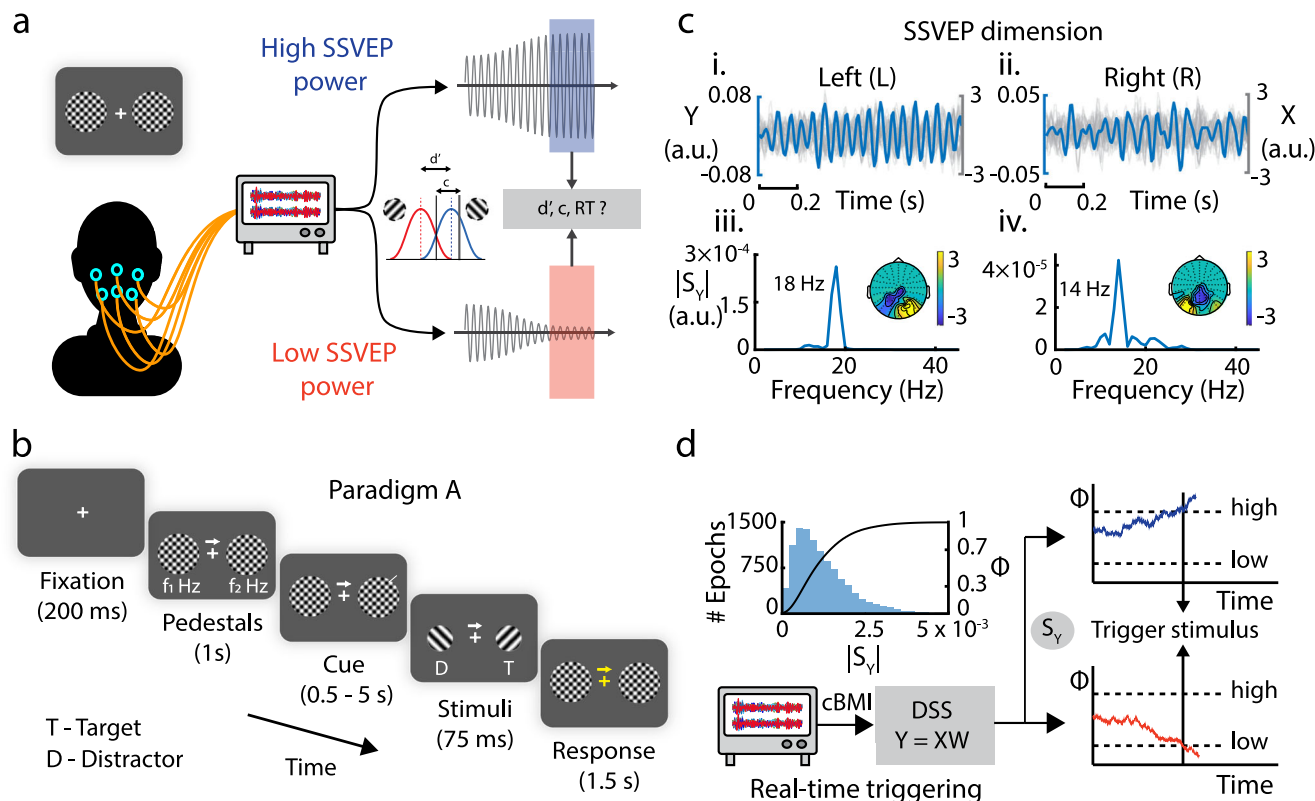 a
High SSVEP
power
d'
c
d', c, RT ?
Low SSVEP
power
b
Paradigm A
Fixation
(200 ms)
f₁ Hz f₂ Hz
Pedestals
(1s)
Cue
(0.5 - 5 s)
D T
Stimuli
(75 ms)
Response
(1.5 s)
T - Target
D - Distractor
Time
c
SSVEP dimension
i.
Left (L)
0.08
Y
(a.u.)
-0.08
3
-3
0 0.2
Time (s)
ii.
Right (R)
0.05
-0.05
3
X
(a.u.)
-3
0 0.2
Time (s)
iii.
3×10⁻⁴
|S_Y|
(a.u.)
1.5
0
18 Hz
3
-3
0 20 40
Frequency (Hz)
iv.
4×10⁻⁵
2
0
14 Hz
3
-3
0 20 40
Frequency (Hz)
d
# Epochs
1500
750
0
1
0.7
0.3
0
Φ
0 2.5 5 x 10⁻³
|S_Y|
cBMI
DSS
Y = XW
Real-time triggering
S_Y
Φ
high
low
Time
Trigger stimulus
Φ
high
low
Time